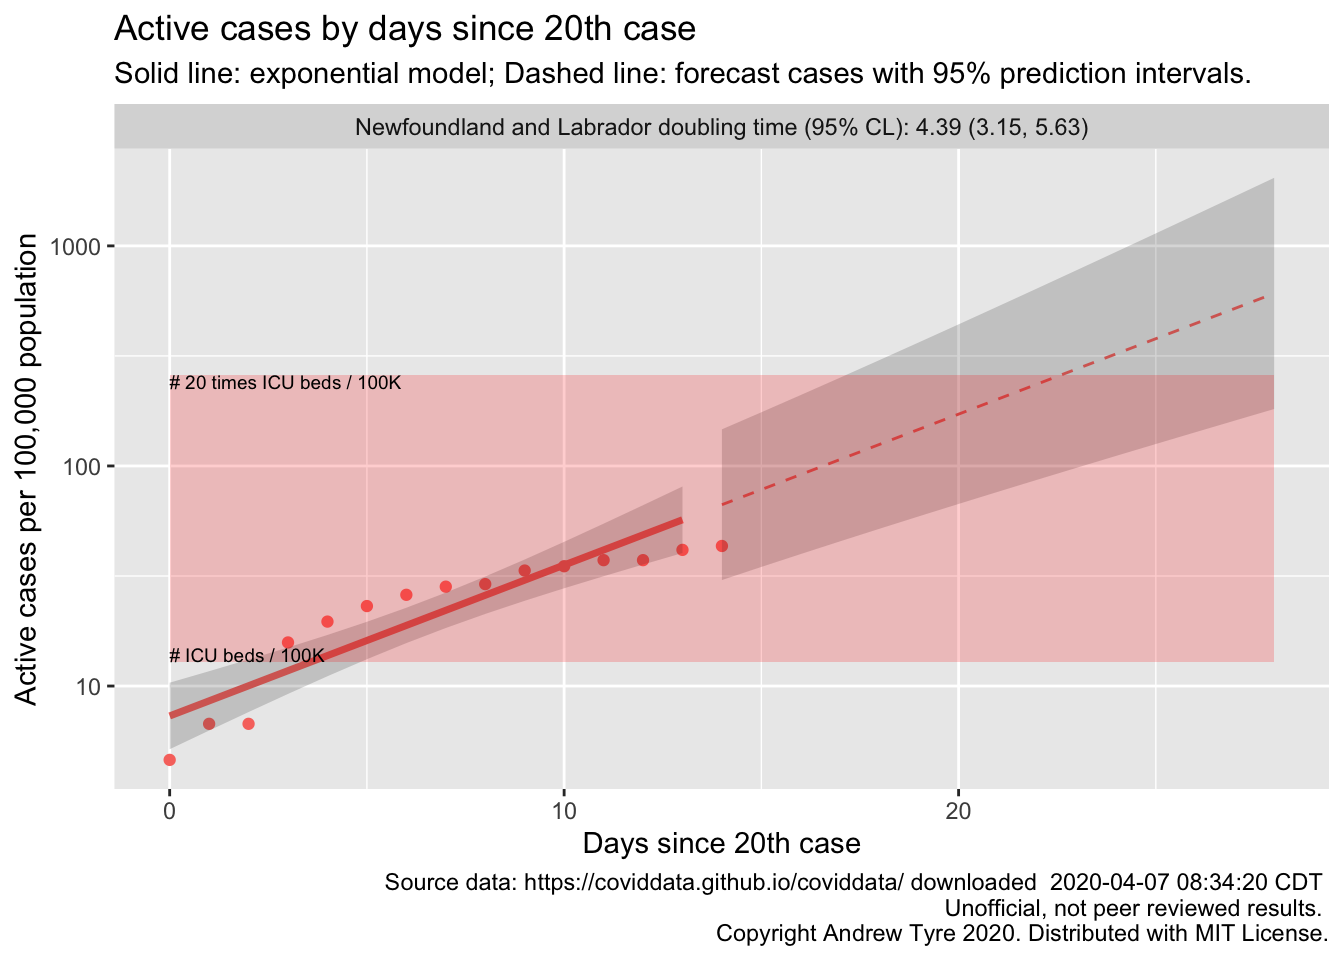 Active cases by days since 20th case
Solid line: exponential model; Dashed line: forecast cases with 95% prediction intervals.
Newfoundland and Labrador doubling time (95% CL): 4.39 (3.15, 5.63)
Active cases per 100,000 population
1000
100
10
# 20 times ICU beds / 100K
# ICU beds / 100K
0
10
20
Days since 20th case
Source data: https://coviddata.github.io/coviddata/ downloaded  2020-04-07 08:34:20 CDT
Unofficial, not peer reviewed results.
Copyright Andrew Tyre 2020. Distributed with MIT License.